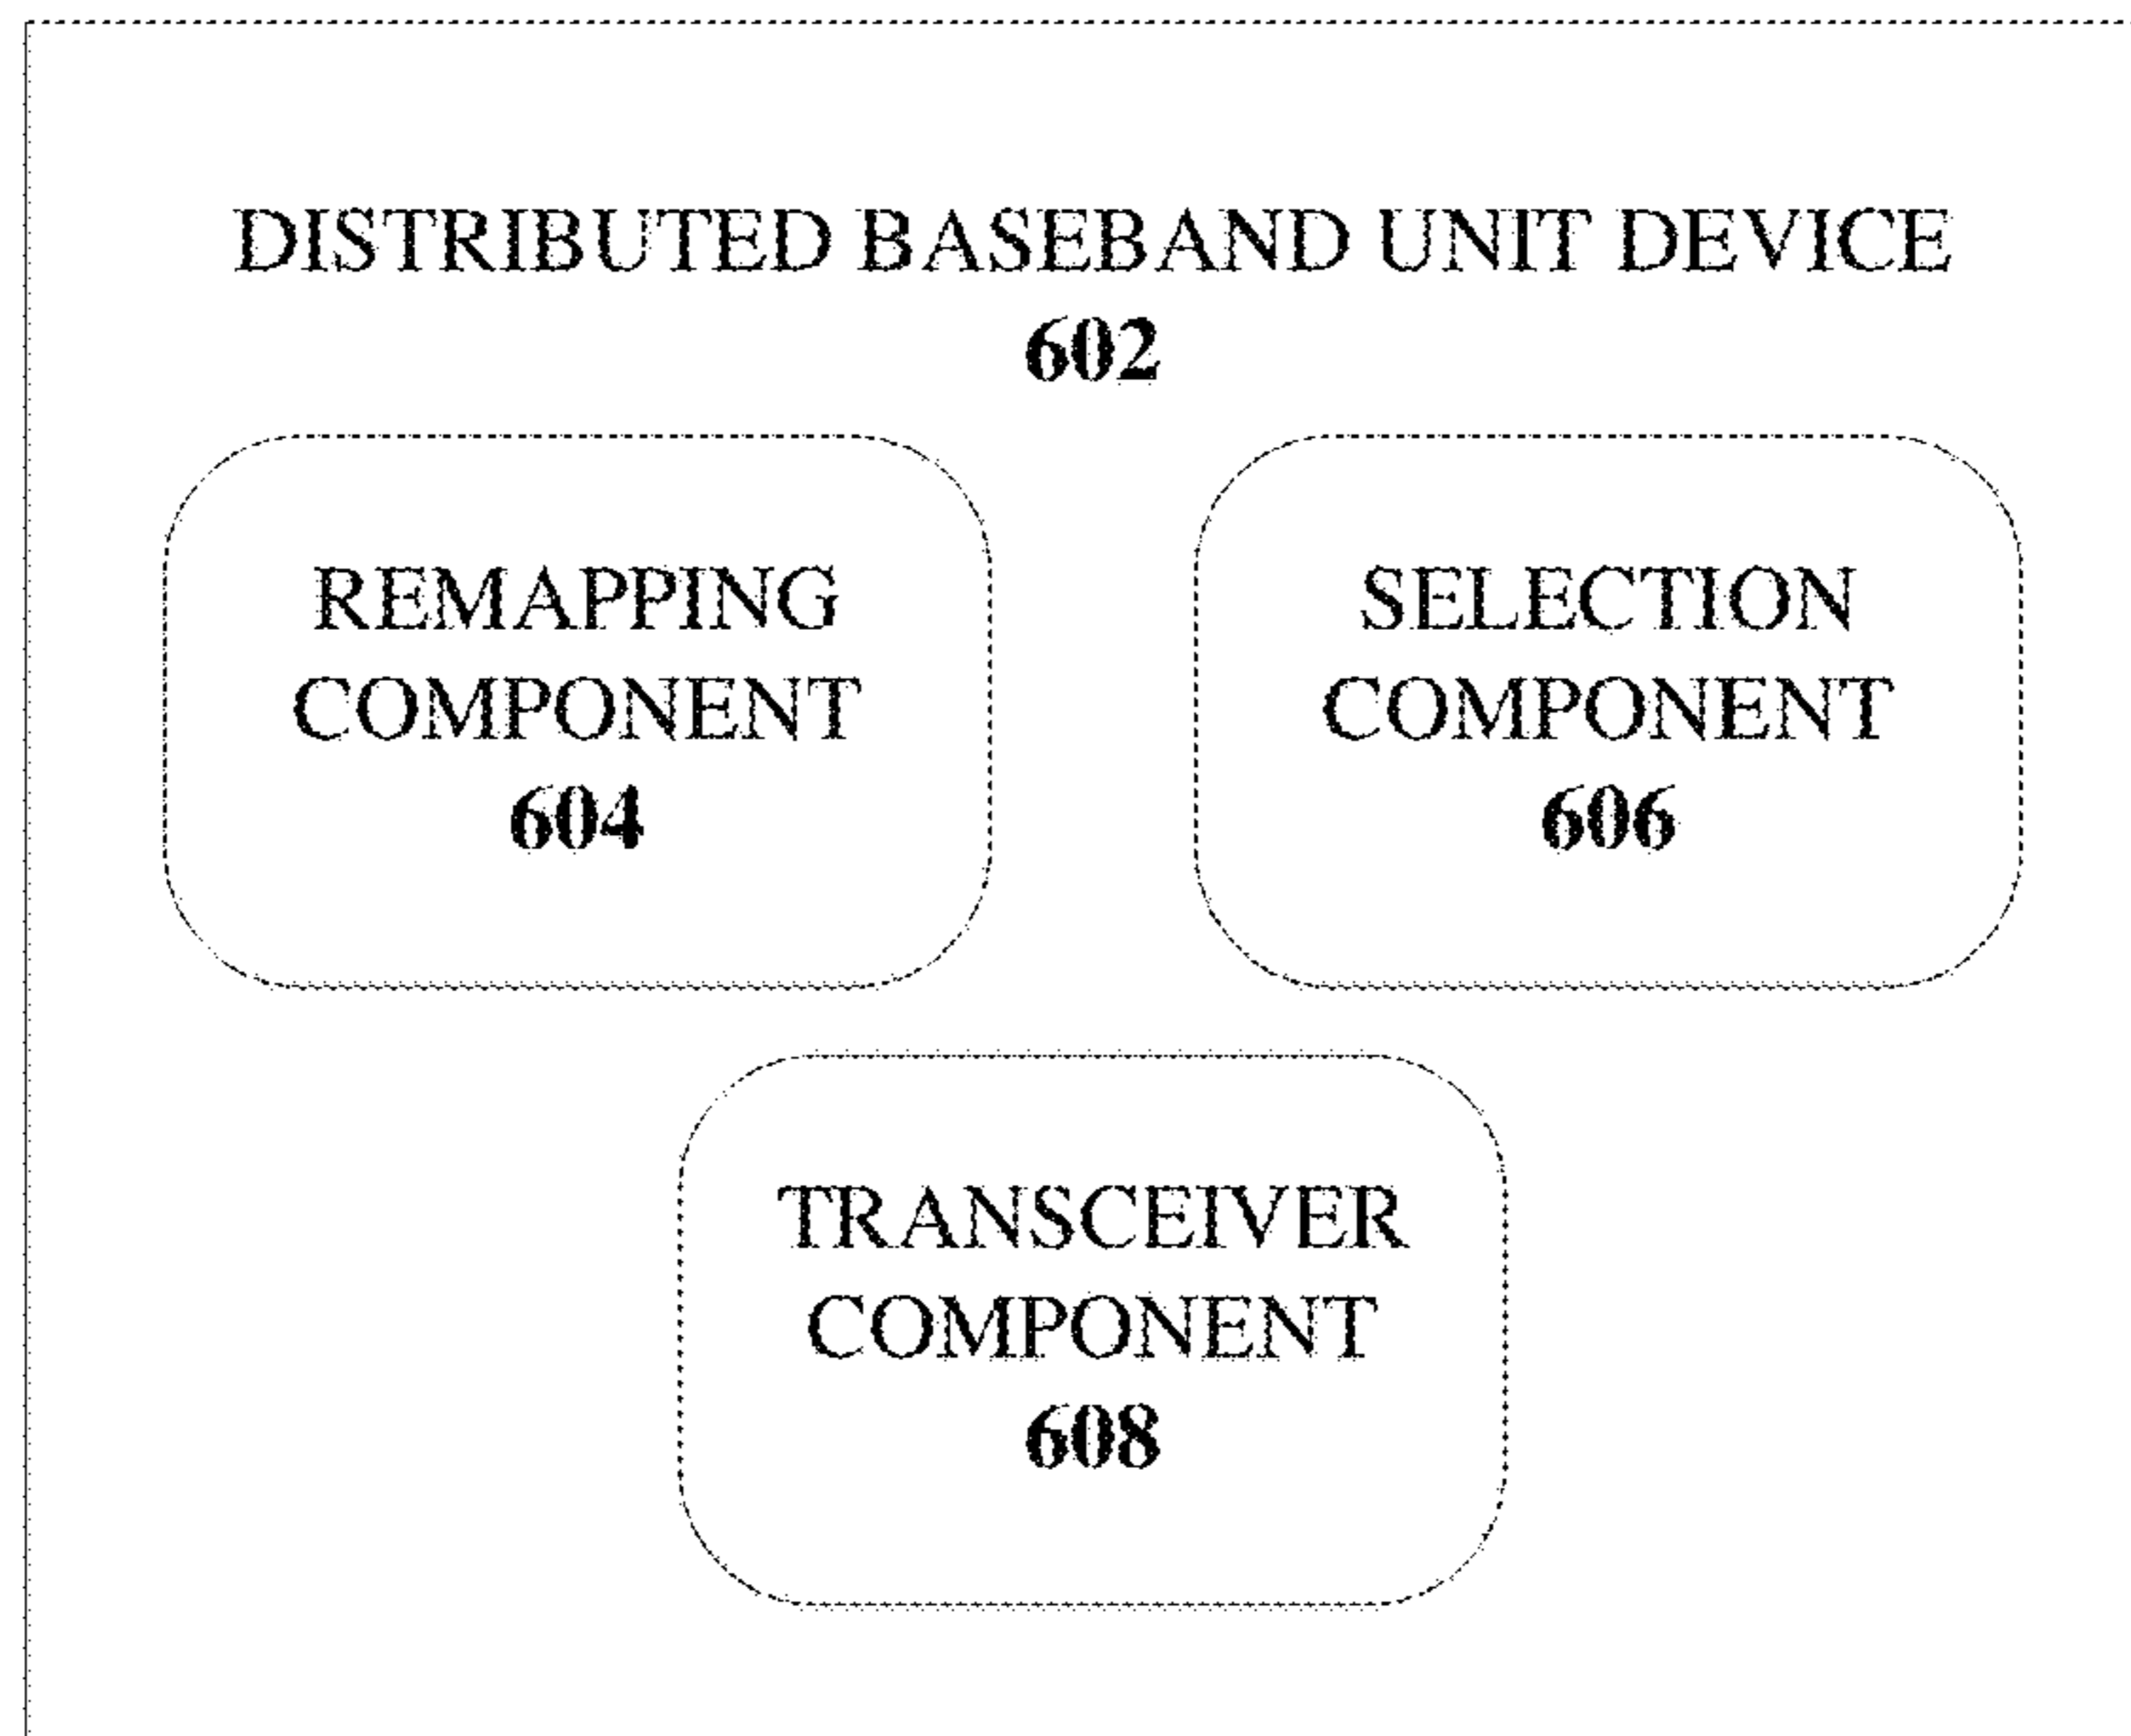 DISTRIBUTED BASEBAND UNIT DEVICE
602
REMAPPING
COMPONENT
604
SELECTION
COMPONENT
606
TRANSCEIVER
COMPONENT
608